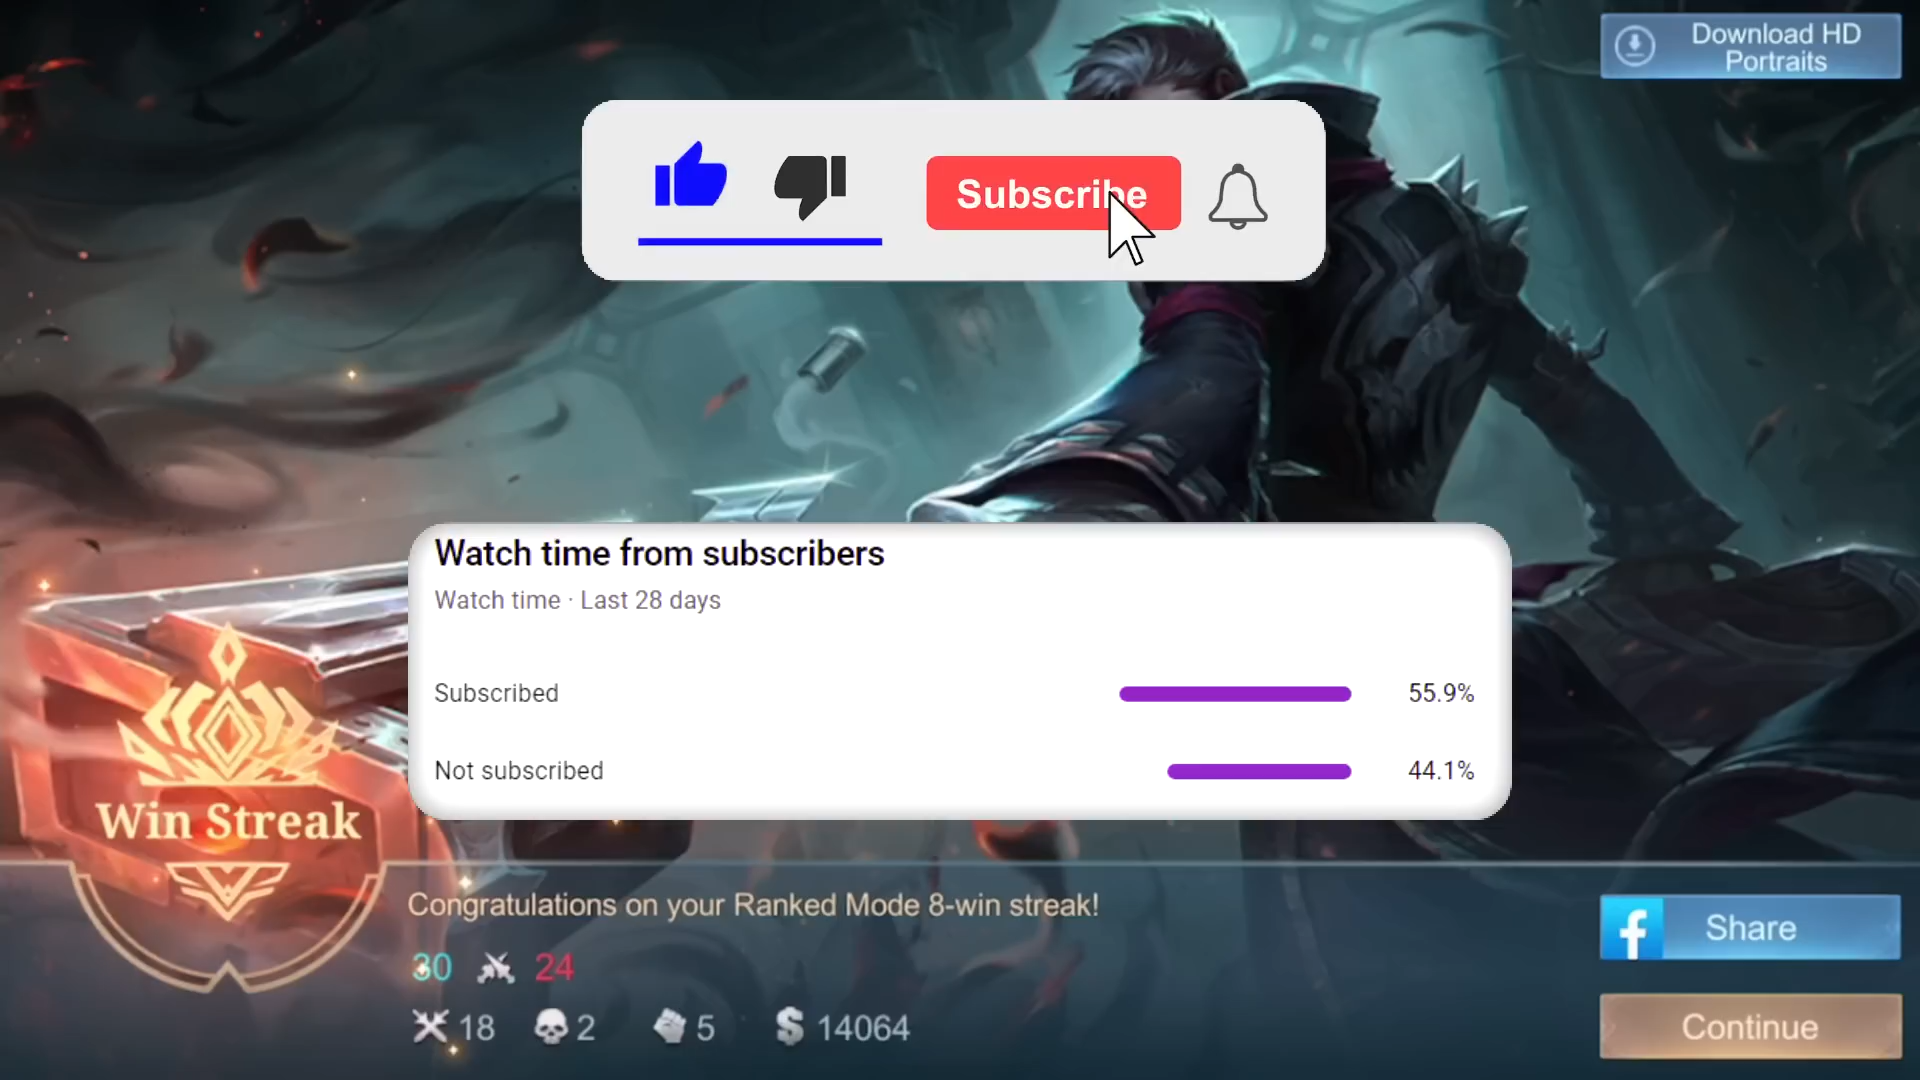 Download HD
Portraits
Subscribe
Watch time from subscribers
Watch time · Last 28 days
Subscribed 55.9%
Not subscribed 44.1%
Win Streak
Congratulations on your Ranked Mode 8-win streak!
30 24
18 2 5 14064
Share
Continue